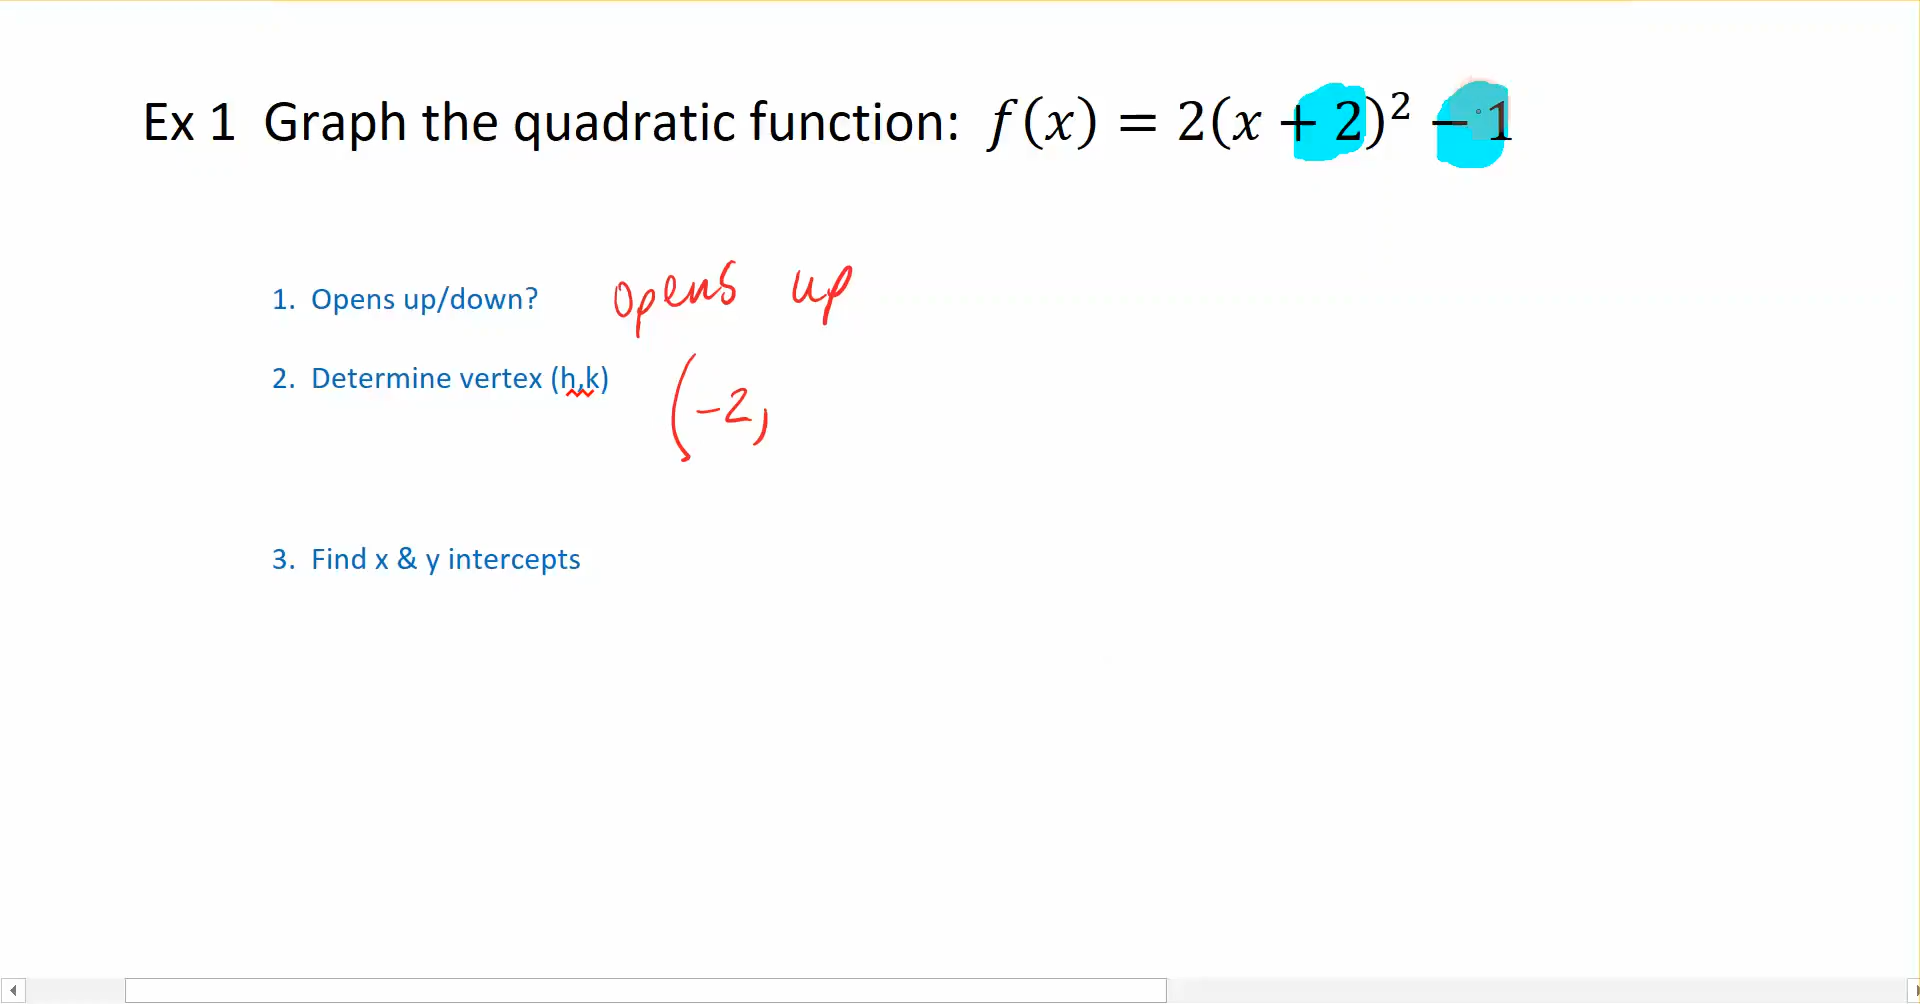 Ex 1 Graph the quadratic function: f(x) = 2(x + 2)² − 1
1. Opens up/down? opens up
2. Determine vertex (h,k) (-2,
3. Find x & y intercepts